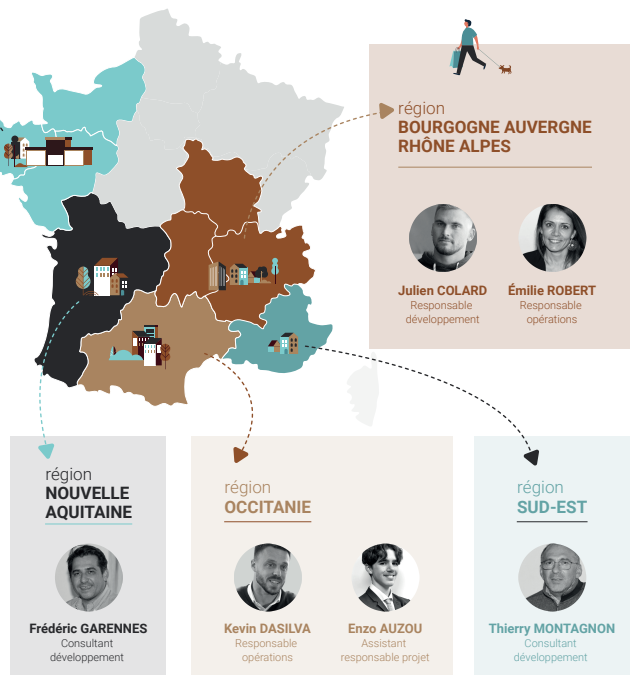 région
BOURGOGNE AUVERGNE
RHÔNE ALPES
Julien COLARD
Responsable
développement
Émilie ROBERT
Responsable
opérations
région
NOUVELLE
AQUITAINE
Frédéric GARENNES
Consultant
développement
région
OCCITANIE
Kevin DASILVA
Responsable
opérations
Enzo AUZOU
Assistant
responsable projet
région
SUD-EST
Thierry MONTAGNON
Consultant
développement